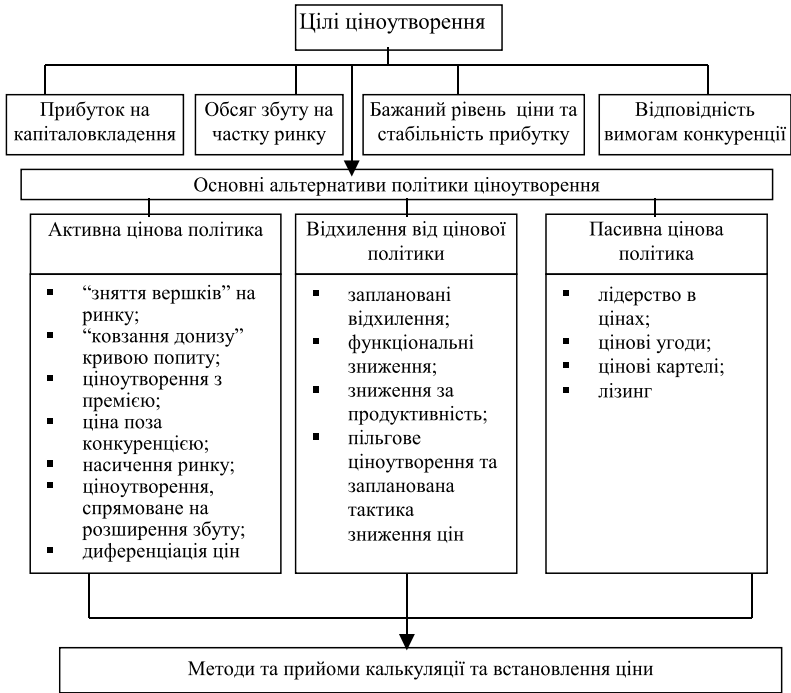 Цілі ціноутворення
Прибуток на
капіталовкладення
Обсяг збуту на
частку ринку
Бажаний рівень ціни та
стабільність прибутку
Відповідність
вимогам конкуренції
Основні альтернативи політики ціноутворення
Активна цінова політика
▪ “зняття вершків” на
ринку;
▪ “ковзання донизу”
кривою попиту;
▪ ціноутворення з
премією;
▪ ціна поза
конкуренцією;
▪ насичення ринку;
▪ ціноутворення,
спрямоване на
розширення збуту;
▪ диференціація цін
Відхилення від цінової
політики
▪ заплановані
відхилення;
▪ функціональні
зниження;
▪ зниження за
продуктивність;
▪ пільгове
ціноутворення та
запланована
тактика
зниження цін
Пасивна цінова
політика
▪ лідерство в
цінах;
▪ цінові угоди;
▪ цінові картелі;
▪ лізинг
Методи та прийоми калькуляції та встановлення ціни